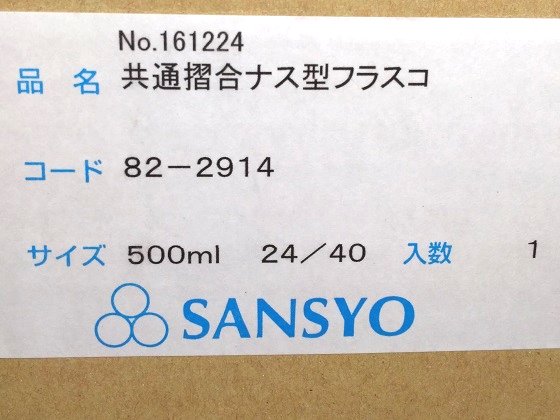 No.161224
品名 共通摺合ナス型フラスコ
コード 82-2914
サイズ 500ml 24/40 入数 1
SANSYO